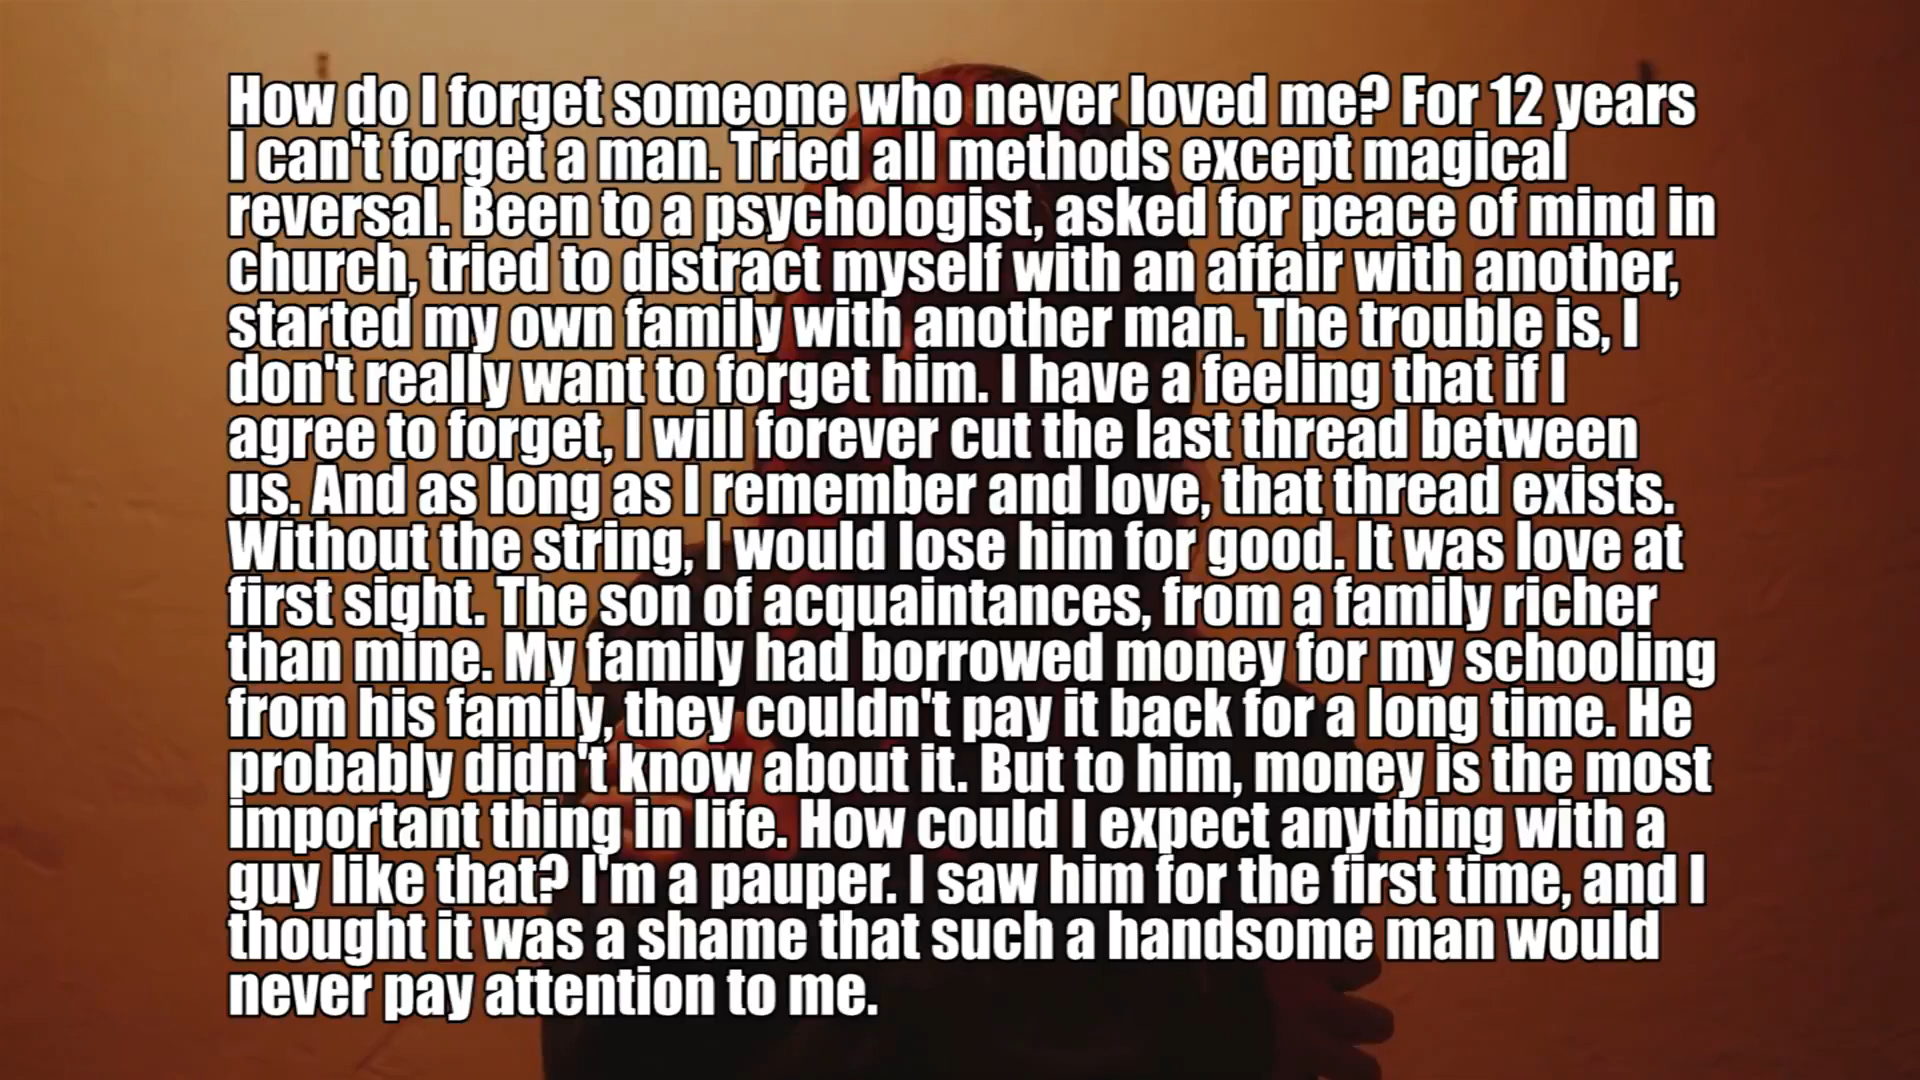 How do I forget someone who never loved me? For 12 years
I can't forget a man. Tried all methods except magical
reversal. Been to a psychologist, asked for peace of mind in
church, tried to distract myself with an affair with another,
started my own family with another man. The trouble is, I
don't really want to forget him. I have a feeling that if I
agree to forget, I will forever cut the last thread between
us. And as long as I remember and love, that thread exists.
Without the string, I would lose him for good. It was love at
first sight. The son of acquaintances, from a family richer
than mine. My family had borrowed money for my schooling
from his family, they couldn't pay it back for a long time. He
probably didn't know about it. But to him, money is the most
important thing in life. How could I expect anything with a
guy like that? I'm a pauper. I saw him for the first time, and I
thought it was a shame that such a handsome man would
never pay attention to me.